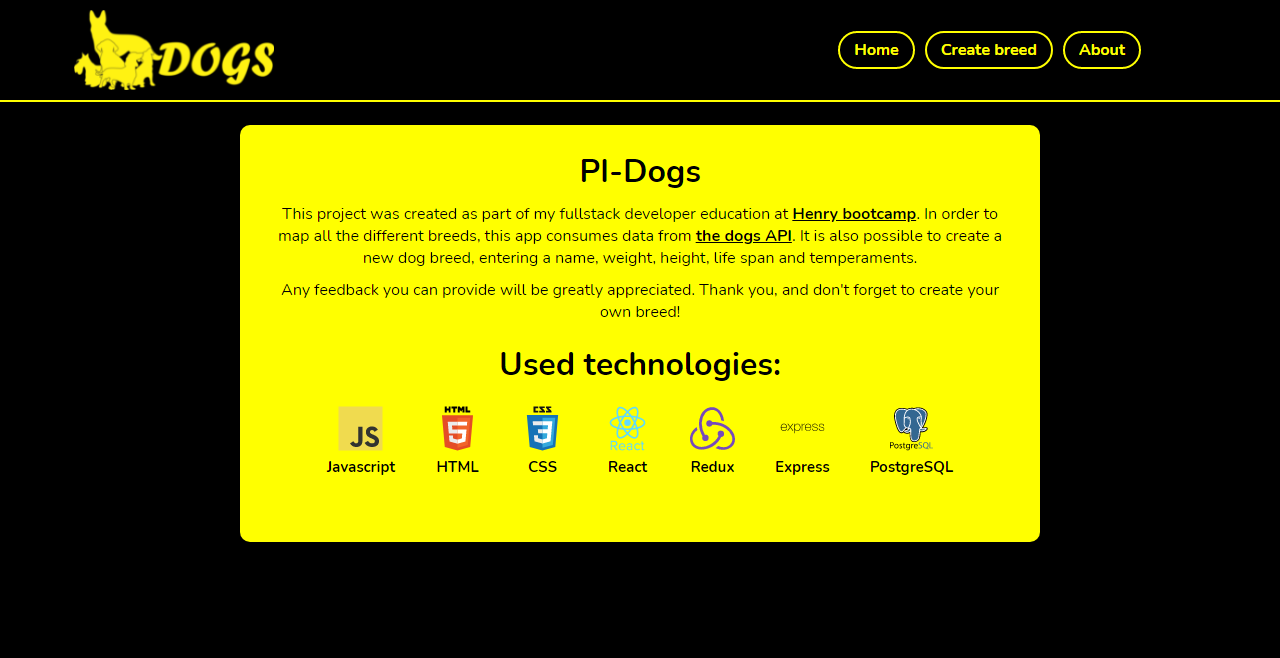 DOGS
Home
Create breed
About
PI-Dogs
This project was created as part of my fullstack developer education at Henry bootcamp. In order to
map all the different breeds, this app consumes data from the dogs API. It is also possible to create a
new dog breed, entering a name, weight, height, life span and temperaments.
Any feedback you can provide will be greatly appreciated. Thank you, and don't forget to create your
own breed!
Used technologies:
JS
HTML
5
CSS
3
React
express
PostgreSQL
Javascript
HTML
CSS
React
Redux
Express
PostgreSQL